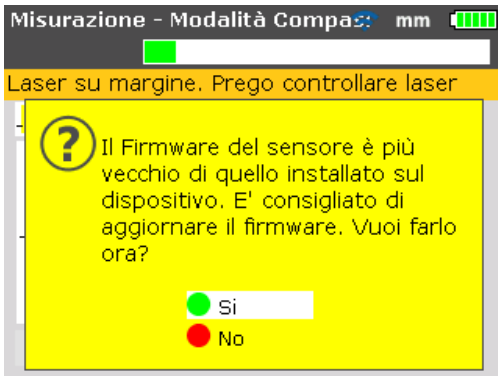 Misurazione - Modalità Compas: mm
Laser su margine. Prego controllare laser
?
Il Firmware del sensore è più
vecchio di quello installato sul
dispositivo. E' consigliato di
aggiornare il firmware. Vuoi farlo
ora?
Si
No